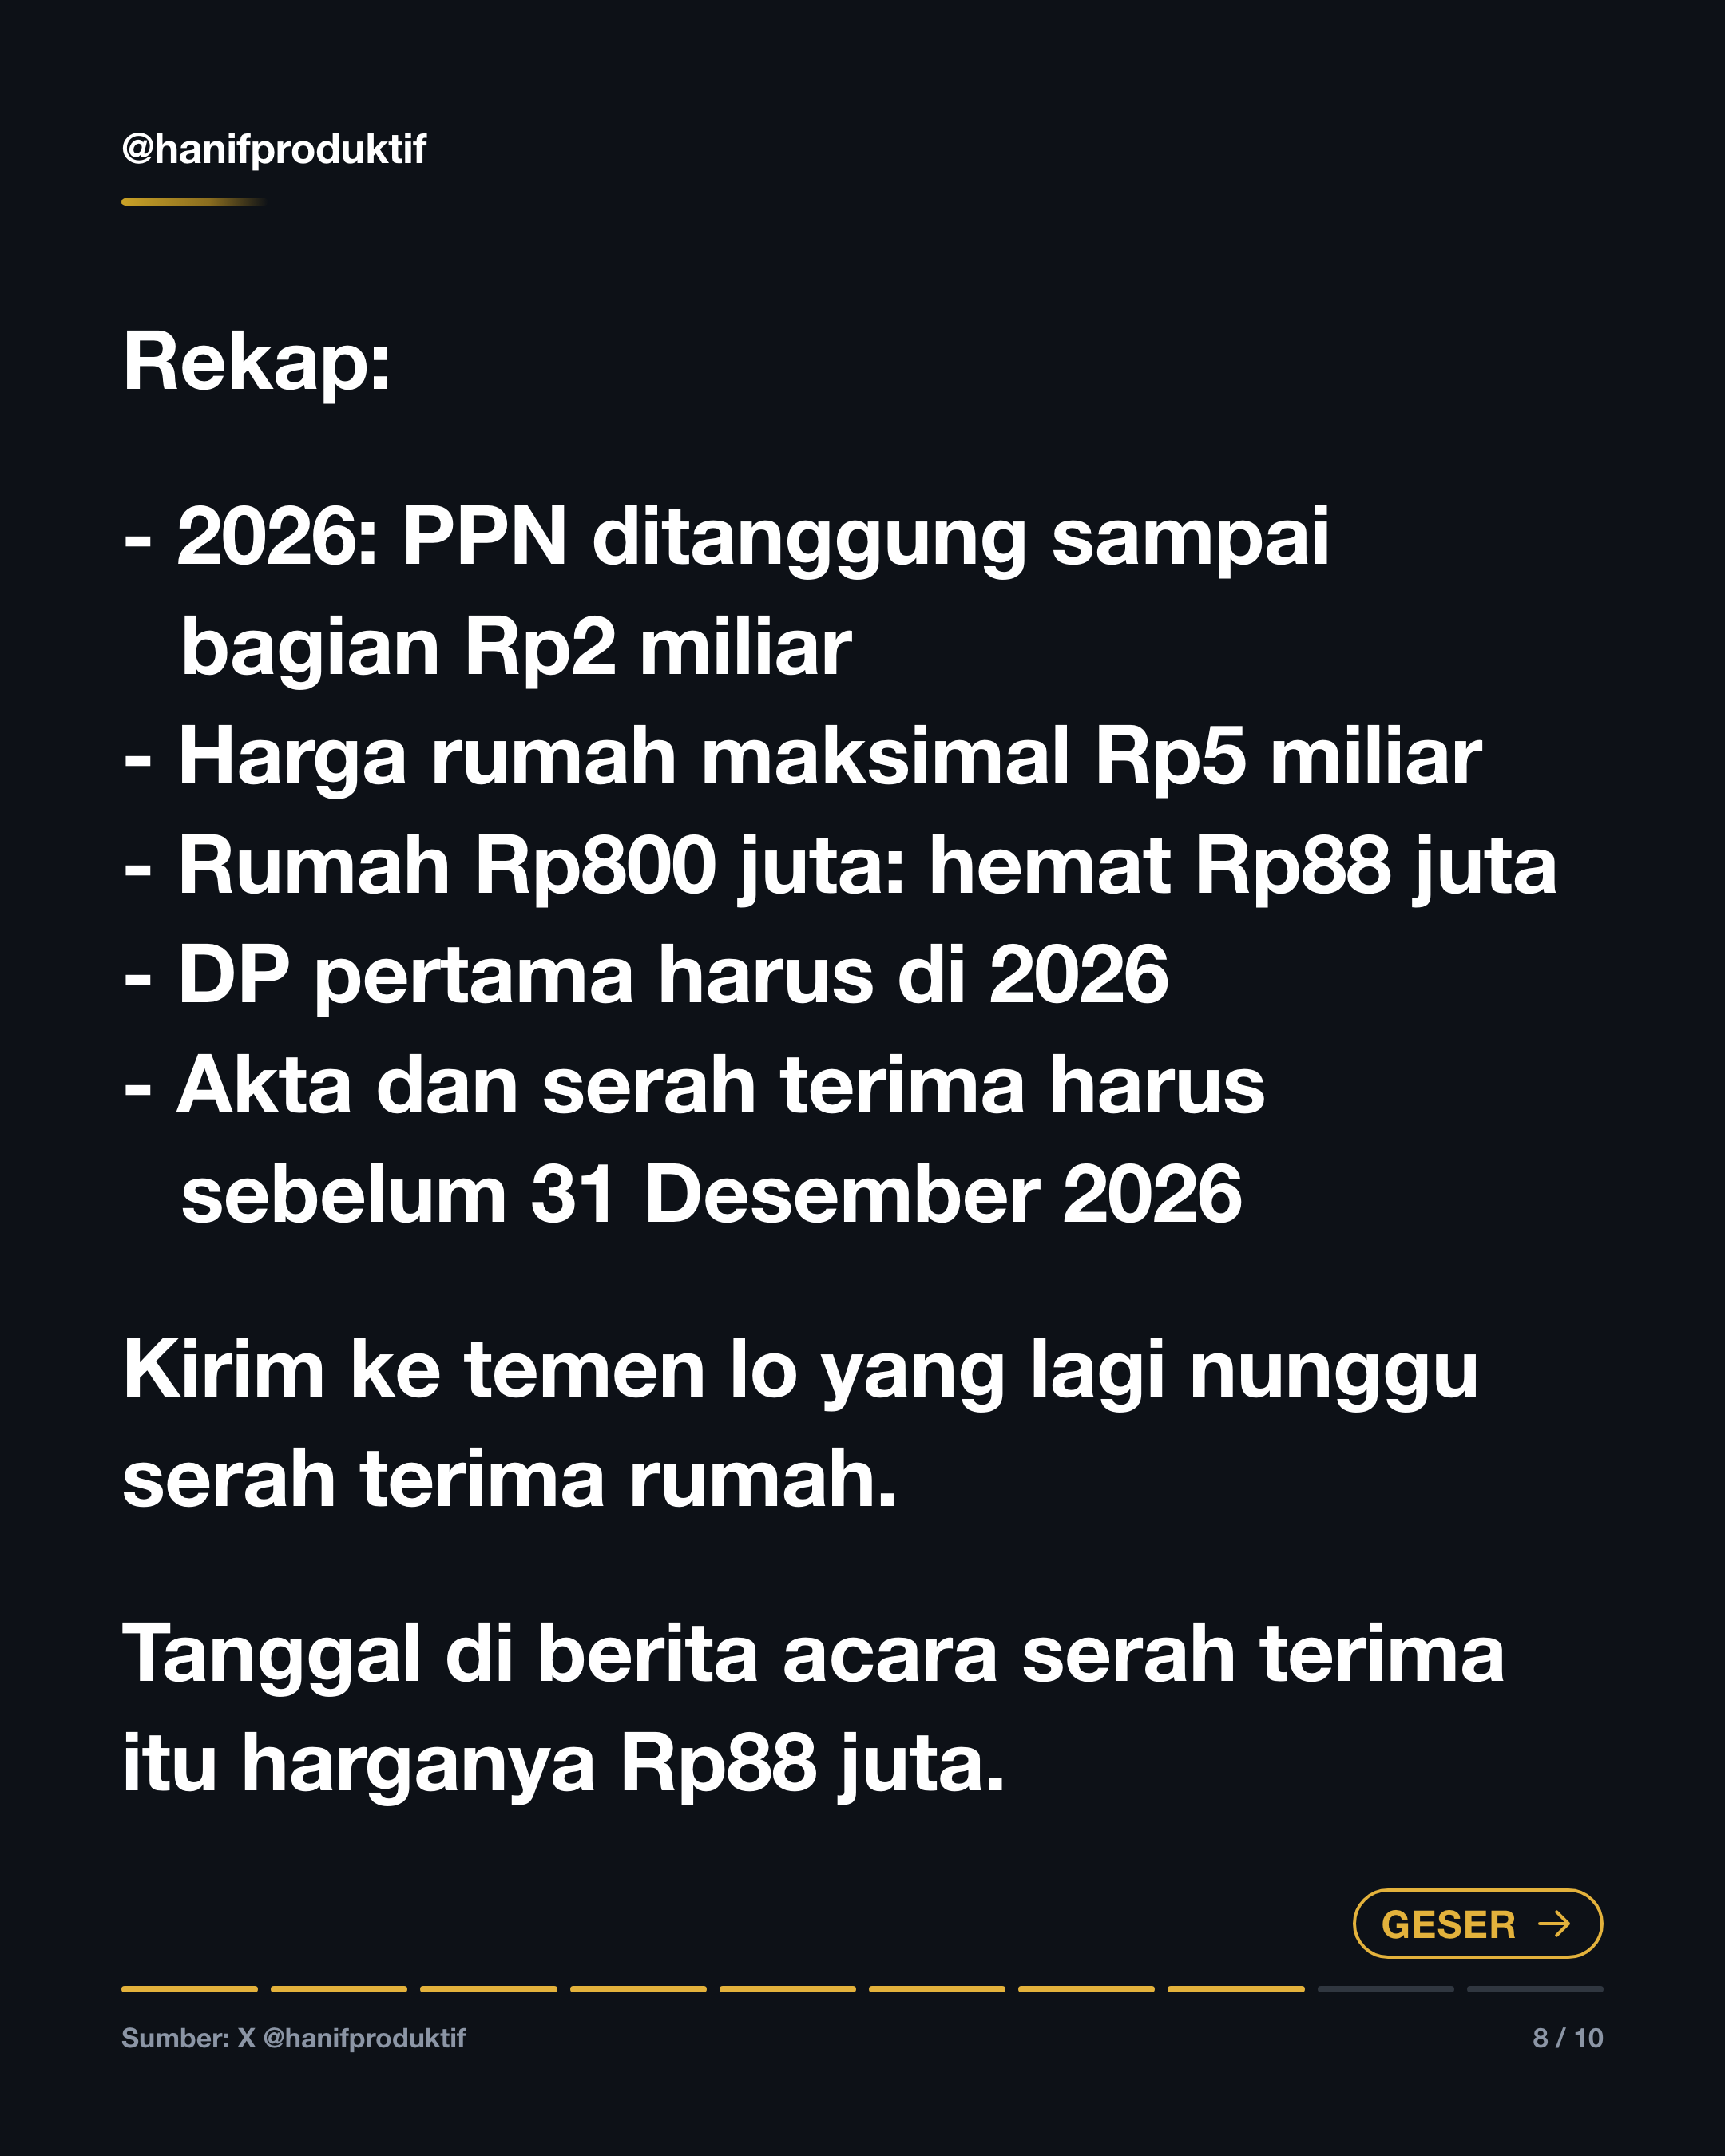 @hanifproduktif
Rekap:
- 2026: PPN ditanggung sampai
bagian Rp2 miliar
- Harga rumah maksimal Rp5 miliar
- Rumah Rp800 juta: hemat Rp88 juta
- DP pertama harus di 2026
- Akta dan serah terima harus
sebelum 31 Desember 2026
Kirim ke temen lo yang lagi nunggu
serah terima rumah.
Tanggal di berita acara serah terima
itu harganya Rp88 juta.
GESER →
Sumber: X @hanifproduktif
8 / 10